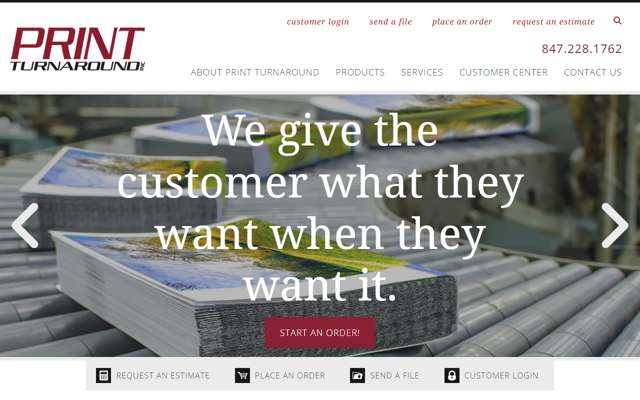 customer login send a file place an order request an estimate
PRINT
TURNAROUND INC
847.228.1762
ABOUT PRINT TURNAROUND PRODUCTS SERVICES CUSTOMER CENTER CONTACT US
We give the
customer what they
want when they
want it.
START AN ORDER!
REQUEST AN ESTIMATE PLACE AN ORDER SEND A FILE CUSTOMER LOGIN